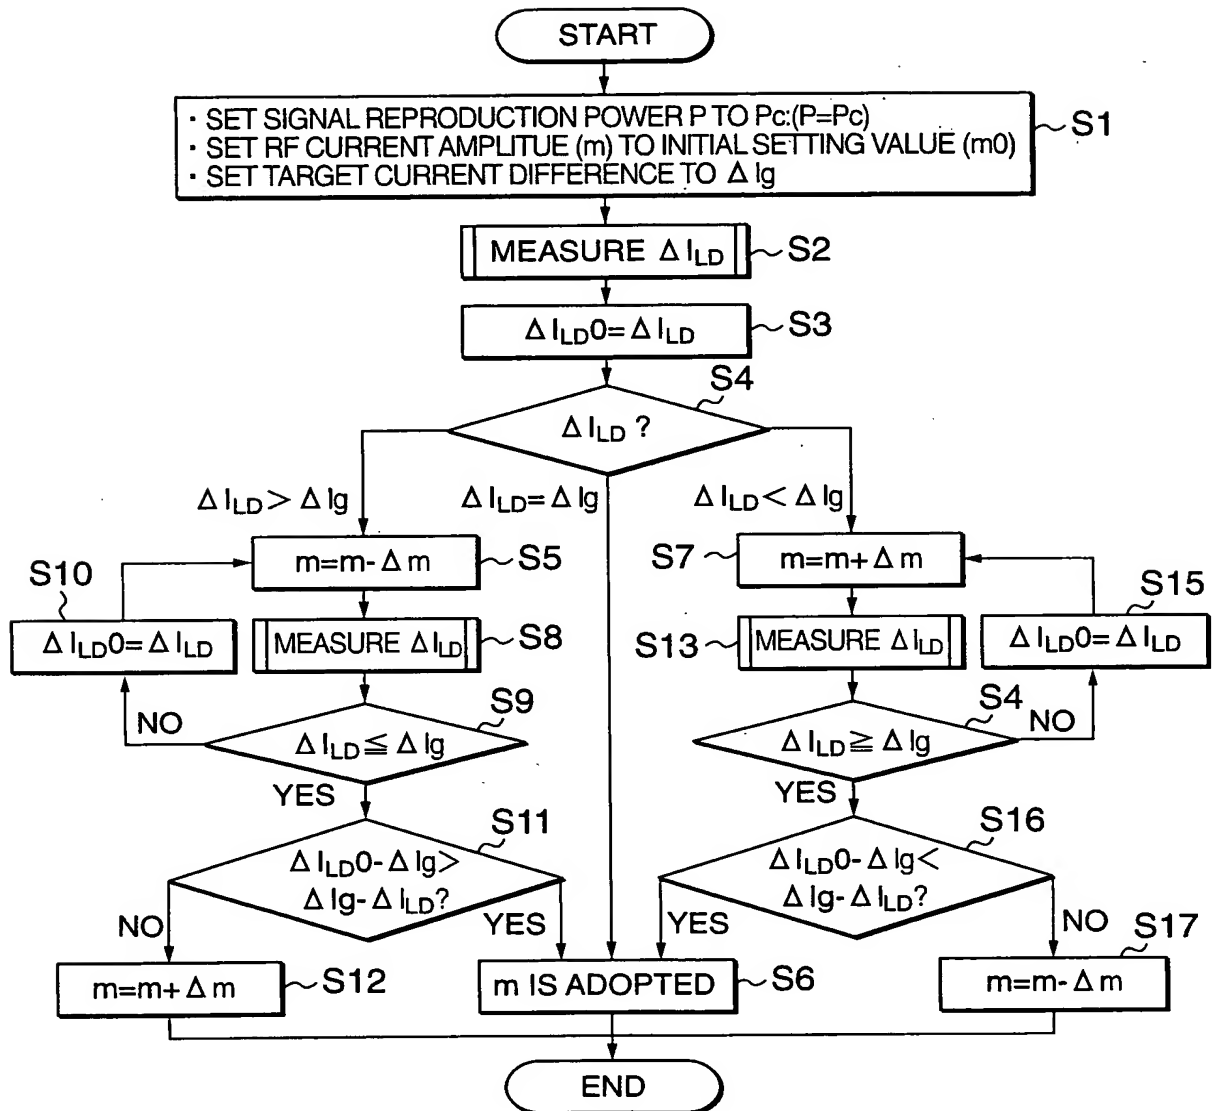 START
· SET SIGNAL REPRODUCTION POWER P TO Pc:(P=Pc)
· SET RF CURRENT AMPLITUE (m) TO INITIAL SETTING VALUE (m0)
· SET TARGET CURRENT DIFFERENCE TO Δ Ig
S1
MEASURE Δ ILD
S2
Δ ILD0= Δ ILD
S3
S4
Δ ILD ?
Δ ILD > Δ Ig
Δ ILD= Δ Ig
Δ ILD < Δ Ig
m=m- Δ m
S5
S7
m=m+ Δ m
S10
Δ ILD0= Δ ILD
MEASURE Δ ILD
S8
S13
MEASURE Δ ILD
S15
Δ ILD0= Δ ILD
NO
S9
Δ ILD ≦ Δ Ig
YES
S4
Δ ILD ≧ Δ Ig
NO
YES
S11
Δ ILD0- Δ Ig>
Δ Ig- Δ ILD?
NO
YES
S16
Δ ILD0- Δ Ig<
Δ Ig- Δ ILD?
YES
NO
m=m+ Δ m
S12
m IS ADOPTED
S6
S17
m=m- Δ m
END